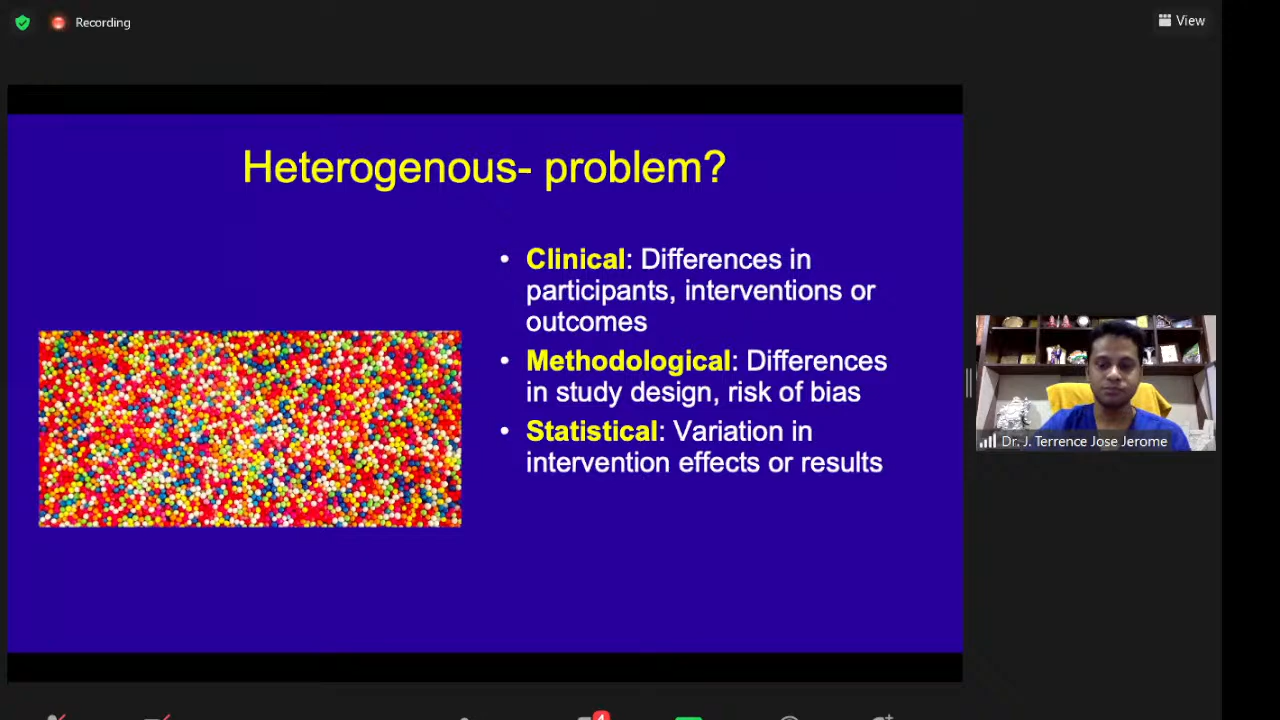 Recording
View
Heterogenous- problem?
• Clinical: Differences in
participants, interventions or
outcomes
• Methodological: Differences
in study design, risk of bias
• Statistical: Variation in
intervention effects or results
Dr. J. Terrence Jose Jerome